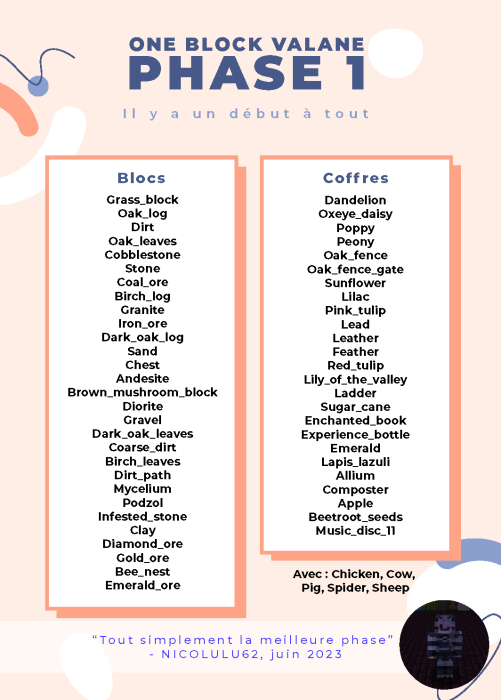 ONE BLOCK VALANE
PHASE 1
Il y a un début à tout
Blocs
Grass_block
Oak_log
Dirt
Oak_leaves
Cobblestone
Stone
Coal_ore
Birch_log
Granite
Iron_ore
Dark_oak_log
Sand
Chest
Andesite
Brown_mushroom_block
Diorite
Gravel
Dark_oak_leaves
Coarse_dirt
Birch_leaves
Dirt_path
Mycelium
Podzol
Infested_stone
Clay
Diamond_ore
Gold_ore
Bee_nest
Emerald_ore
Coffres
Dandelion
Oxeye_daisy
Poppy
Peony
Oak_fence
Oak_fence_gate
Sunflower
Lilac
Pink_tulip
Lead
Leather
Feather
Red_tulip
Lily_of_the_valley
Ladder
Sugar_cane
Enchanted_book
Experience_bottle
Emerald
Lapis_lazuli
Allium
Composter
Apple
Beetroot_seeds
Music_disc_11
Avec : Chicken, Cow,
Pig, Spider, Sheep
“Tout simplement la meilleure phase”
- NICOLULU62, juin 2023